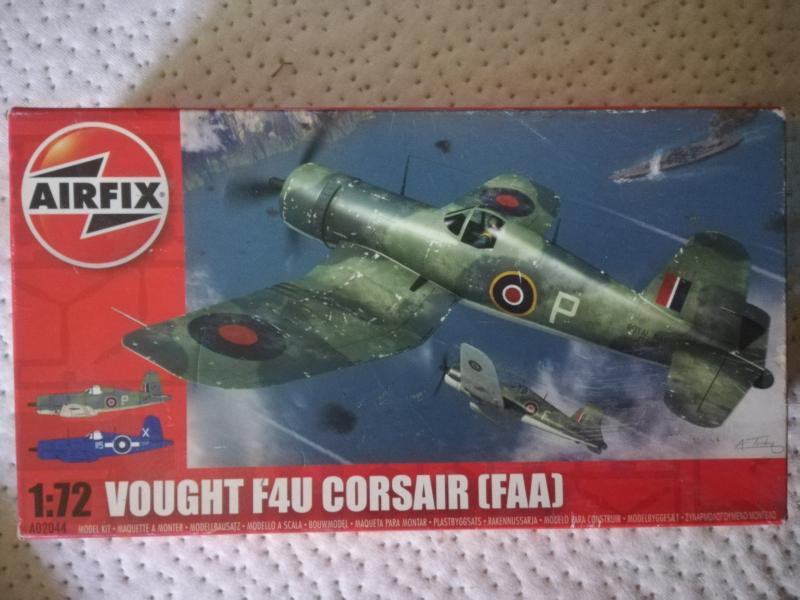 AIRFIX
P
P
115 X
1:72 VOUGHT F4U CORSAIR (FAA)
A02044 MODEL KIT • MAQUETTE A MONTER • MODELLBAUSATZ • MODELLO A SCALA • BOUWMODEL • MAQUETA PARA MONTAR • PLASTBYGGSATS • RAKENNUSSARJA • MODELO PARA CONSTRUIR • MODELBYGGESÆT • ΣΥΝΑΡΜΟΛΟΓΟΥΜΕΝΟ ΜΟΝΤΕΛΟ